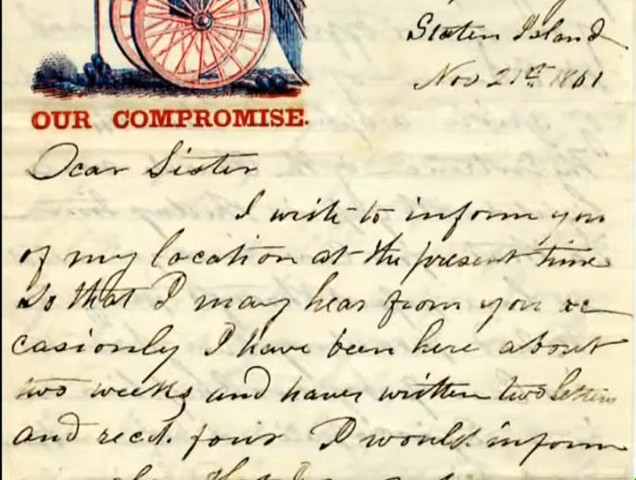 Staten Island
Nov 21st 1861
OUR COMPROMISE.
Dear Sister
I wish to inform you
of my location at the present time
so that I may hear from you oc
casionly I have been here about
two weeks and have written two letters
and recd. four I would inform
that